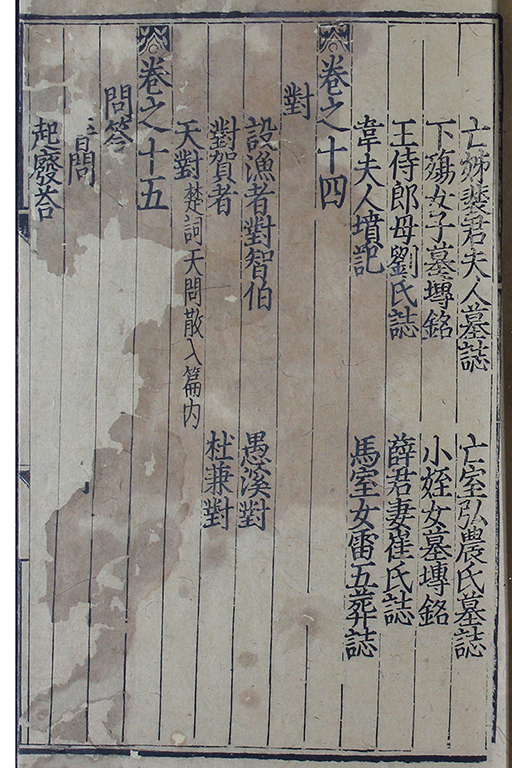 亡姊裴君夫人墓誌　亡室弘農氏墓誌
下殤女子墓塼銘　小姪女墓塼銘
王侍郎母劉氏誌　薛君妻崔氏誌
韋夫人墳記　馬室女雷五葬誌
卷之十四
對
設漁者對智伯　愚溪對
對賀者　杜兼對
天對 楚詞天問散入篇内
卷之十五
問答
問
起廢荅